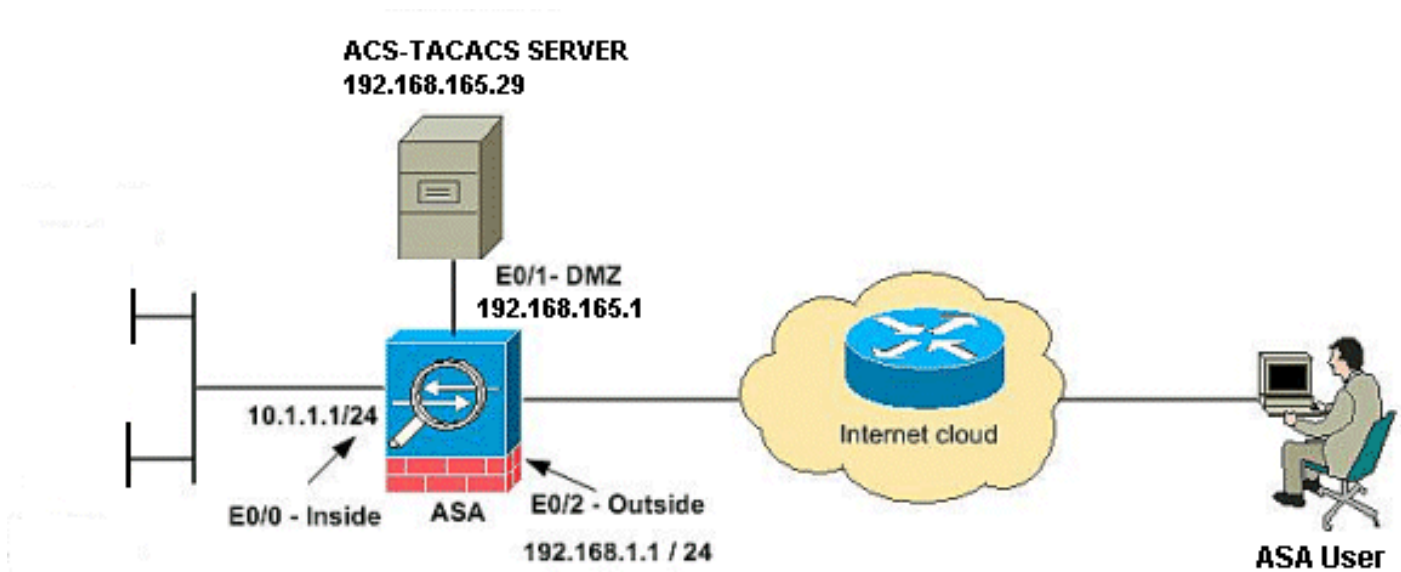 ACS-TACACS SERVER
192.168.165.29
E0/1- DMZ
192.168.165.1
10.1.1.1/24
Internet cloud
E0/0 - Inside
ASA
E0/2 - Outside
192.168.1.1 / 24
ASA User